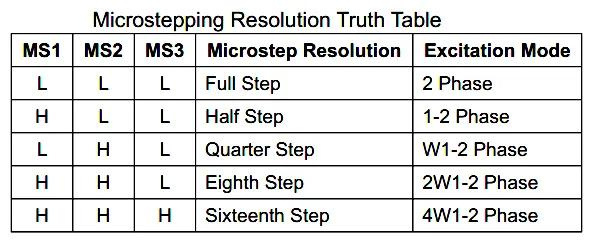 Microstepping Resolution Truth Table
MS1 MS2 MS3 Microstep Resolution Excitation Mode
L L L Full Step 2 Phase
H L L Half Step 1-2 Phase
L H L Quarter Step W1-2 Phase
H H L Eighth Step 2W1-2 Phase
H H H Sixteenth Step 4W1-2 Phase